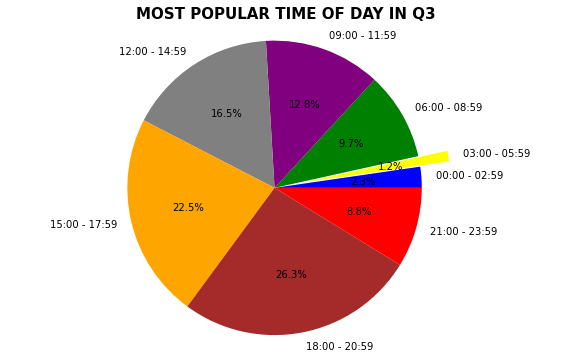 MOST POPULAR TIME OF DAY IN Q3
09:00 - 11:59
12:00 - 14:59
06:00 - 08:59
03:00 - 05:59
00:00 - 02:59
15:00 - 17:59
21:00 - 23:59
18:00 - 20:59
12.8%
16.5%
9.7%
1.2%
2.3%
22.5%
8.8%
26.3%